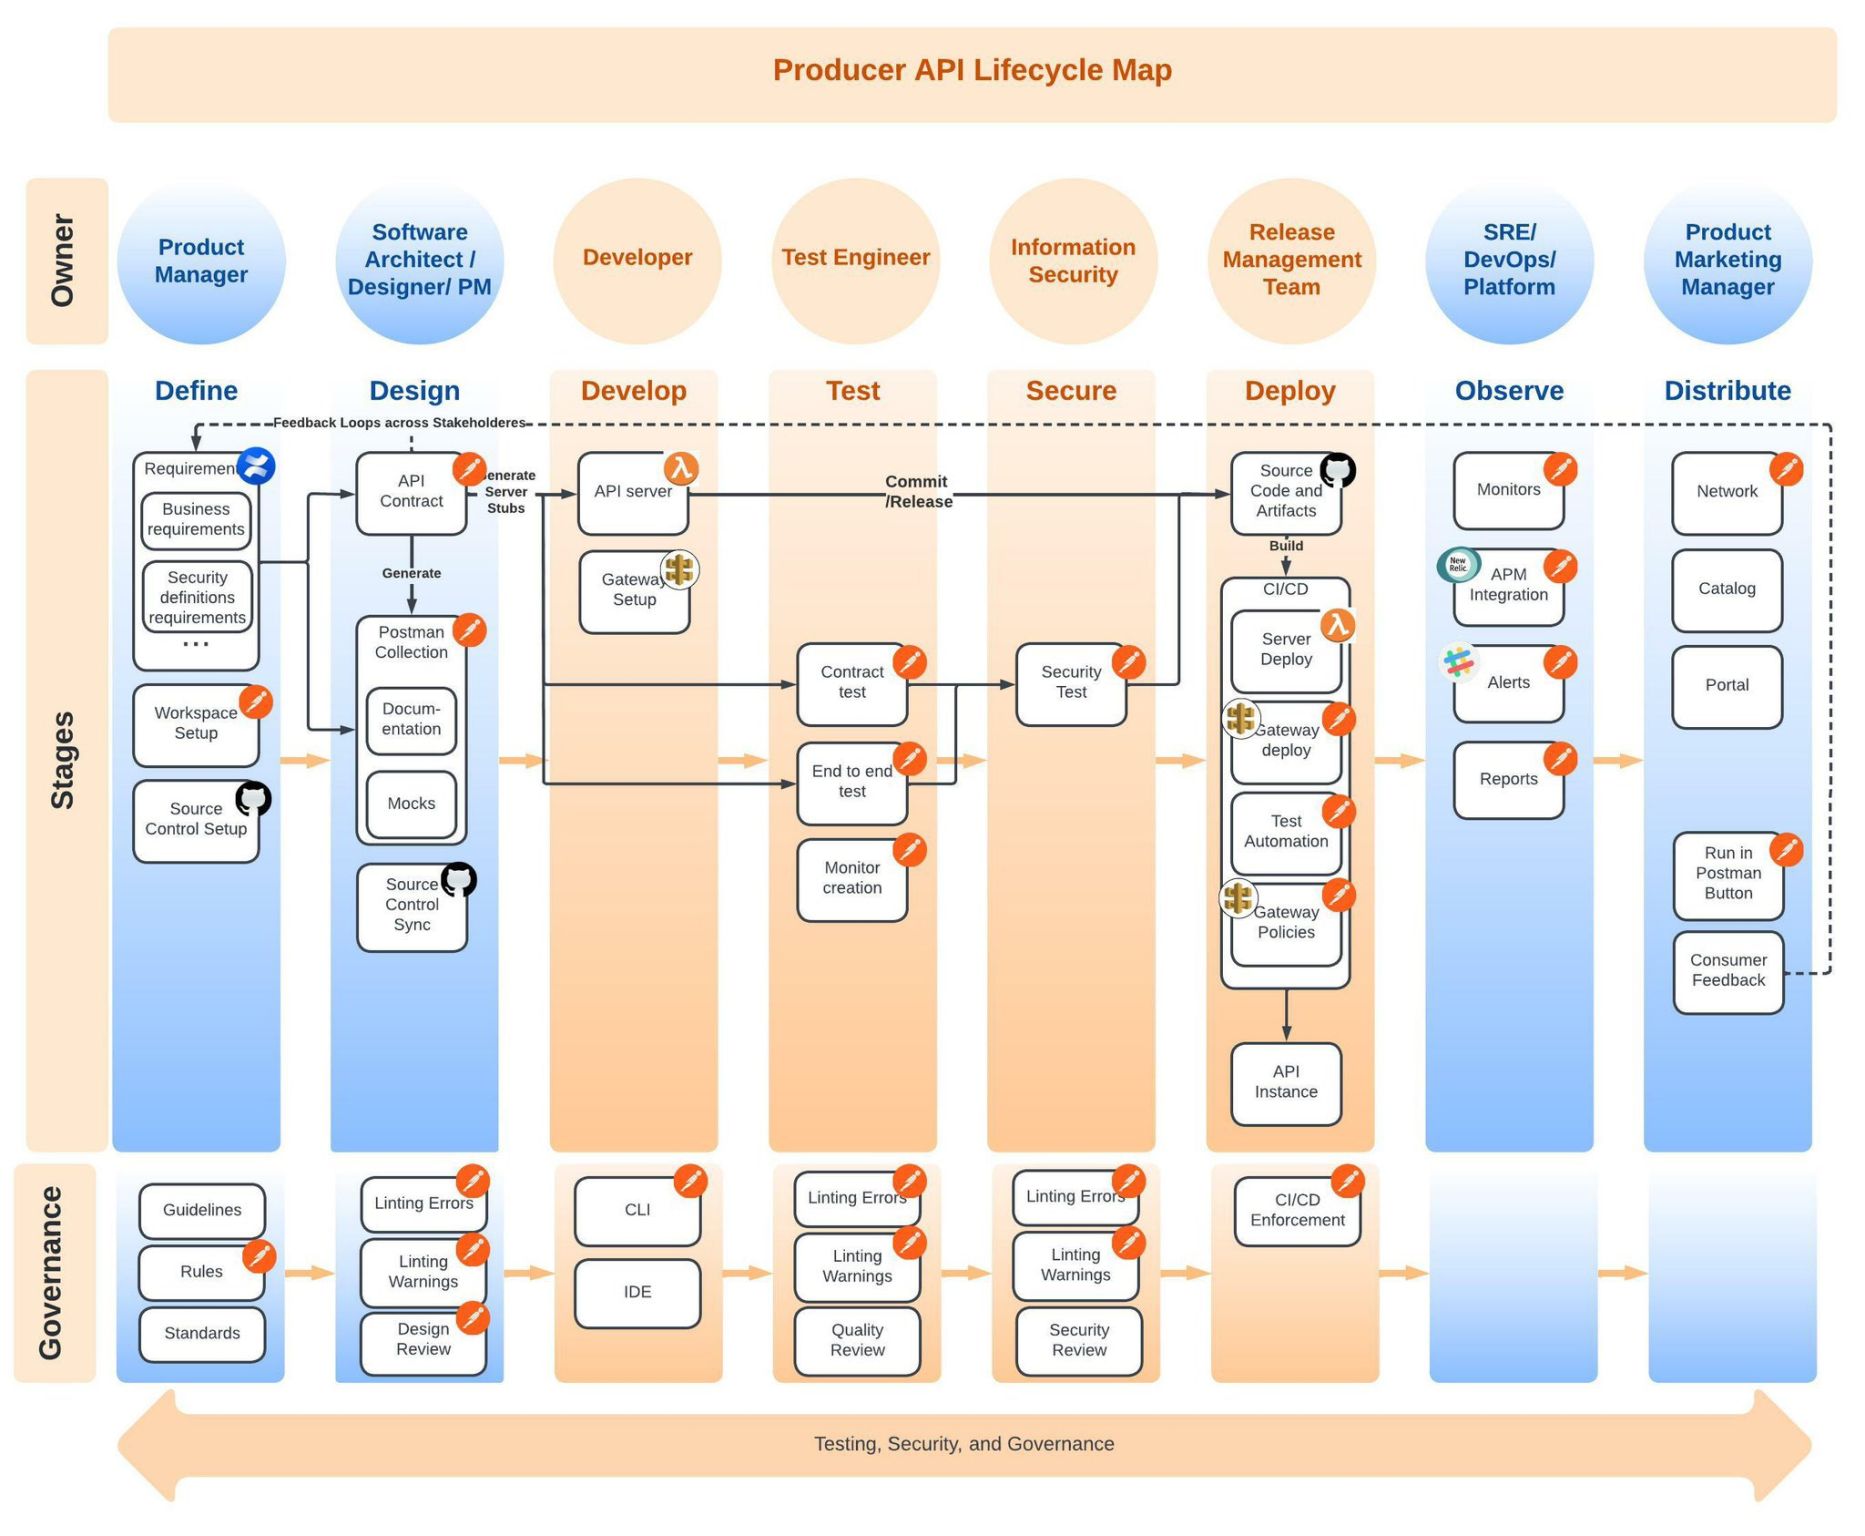 Producer API Lifecycle Map
Owner
Product
Manager
Software
Architect /
Designer/ PM
Developer
Test Engineer
Information
Security
Release
Management
Team
SRE/
DevOps/
Platform
Product
Marketing
Manager
Stages
Define
Design
Develop
Test
Secure
Deploy
Observe
Distribute
Feedback Loops across Stakeholderes
Requirement
Business
requirements
Security
definitions
requirements
...
Workspace
Setup
Source
Control Setup
API
Contract
Generate
Postman
Collection
Docum-
entation
Mocks
Source
Control
Sync
enerate
Server
Stubs
API server
Gateway
Setup
Commit
/Release
Contract
test
End to end
test
Monitor
creation
Security
Test
Source
Code and
Artifacts
Build
CI/CD
Server
Deploy
Gateway
deploy
Test
Automation
Gateway
Policies
API
Instance
Monitors
New
Relic.
APM
Integration
Alerts
Reports
Network
Catalog
Portal
Run in
Postman
Button
Consumer
Feedback
Governance
Guidelines
Rules
Standards
Linting Errors
Linting
Warnings
Design
Review
CLI
IDE
Linting Errors
Linting
Warnings
Quality
Review
Linting Errors
Linting
Warnings
Security
Review
CI/CD
Enforcement
Testing, Security, and Governance